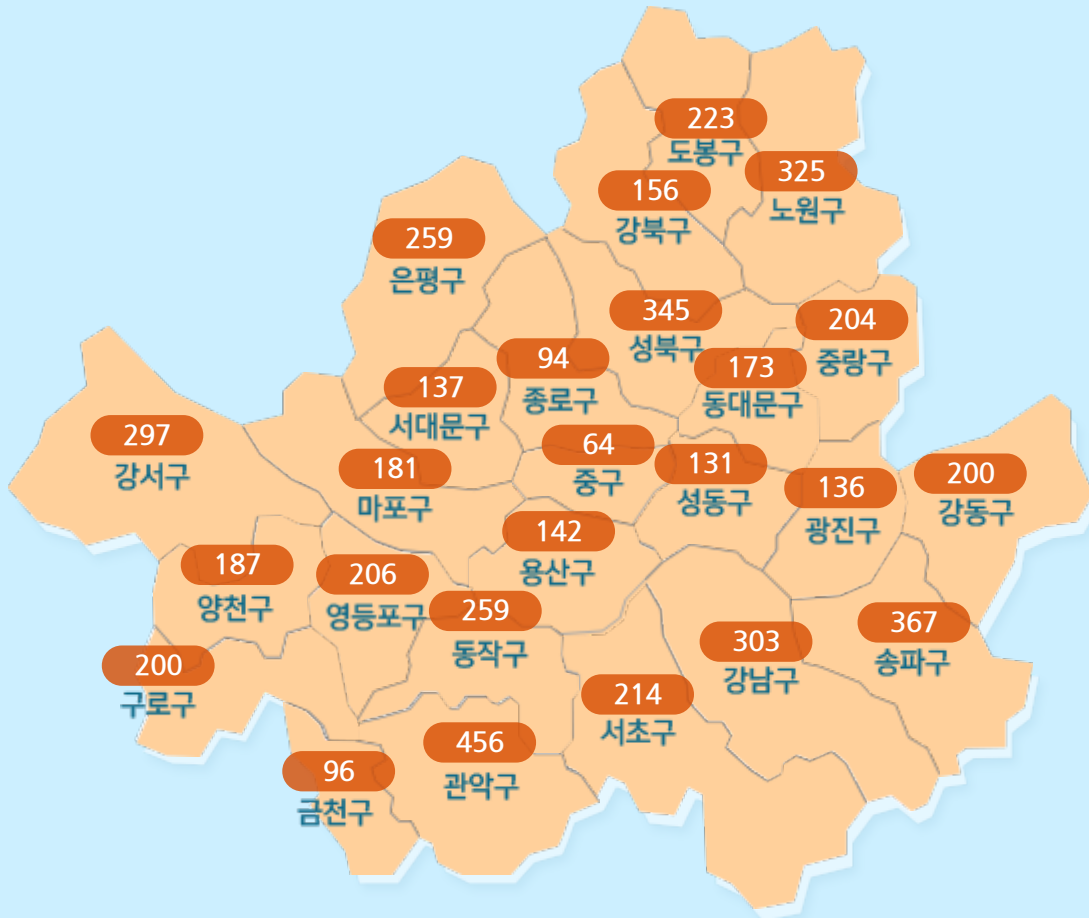 223
도봉구
325
노원구
156
강북구
259
은평구
345
성북구
204
중랑구
94
종로구
173
동대문구
137
서대문구
297
강서구
64
중구
131
성동구
181
마포구
136
광진구
200
강동구
142
용산구
187
양천구
206
영등포구
259
동작구
367
송파구
303
강남구
200
구로구
214
서초구
456
관악구
96
금천구